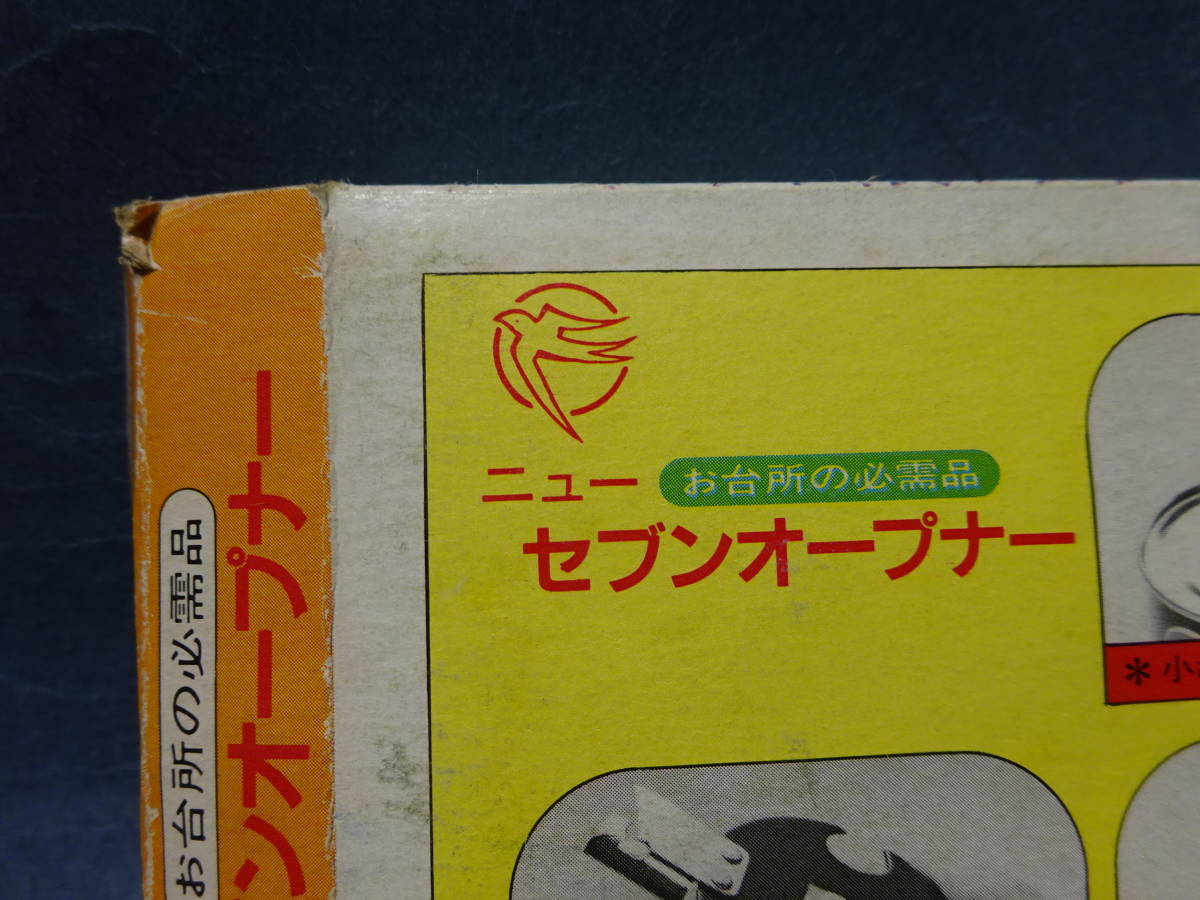 ニュー お台所の必需品
セブンオープナー
＊小
お台所の必需品
ンオープナー